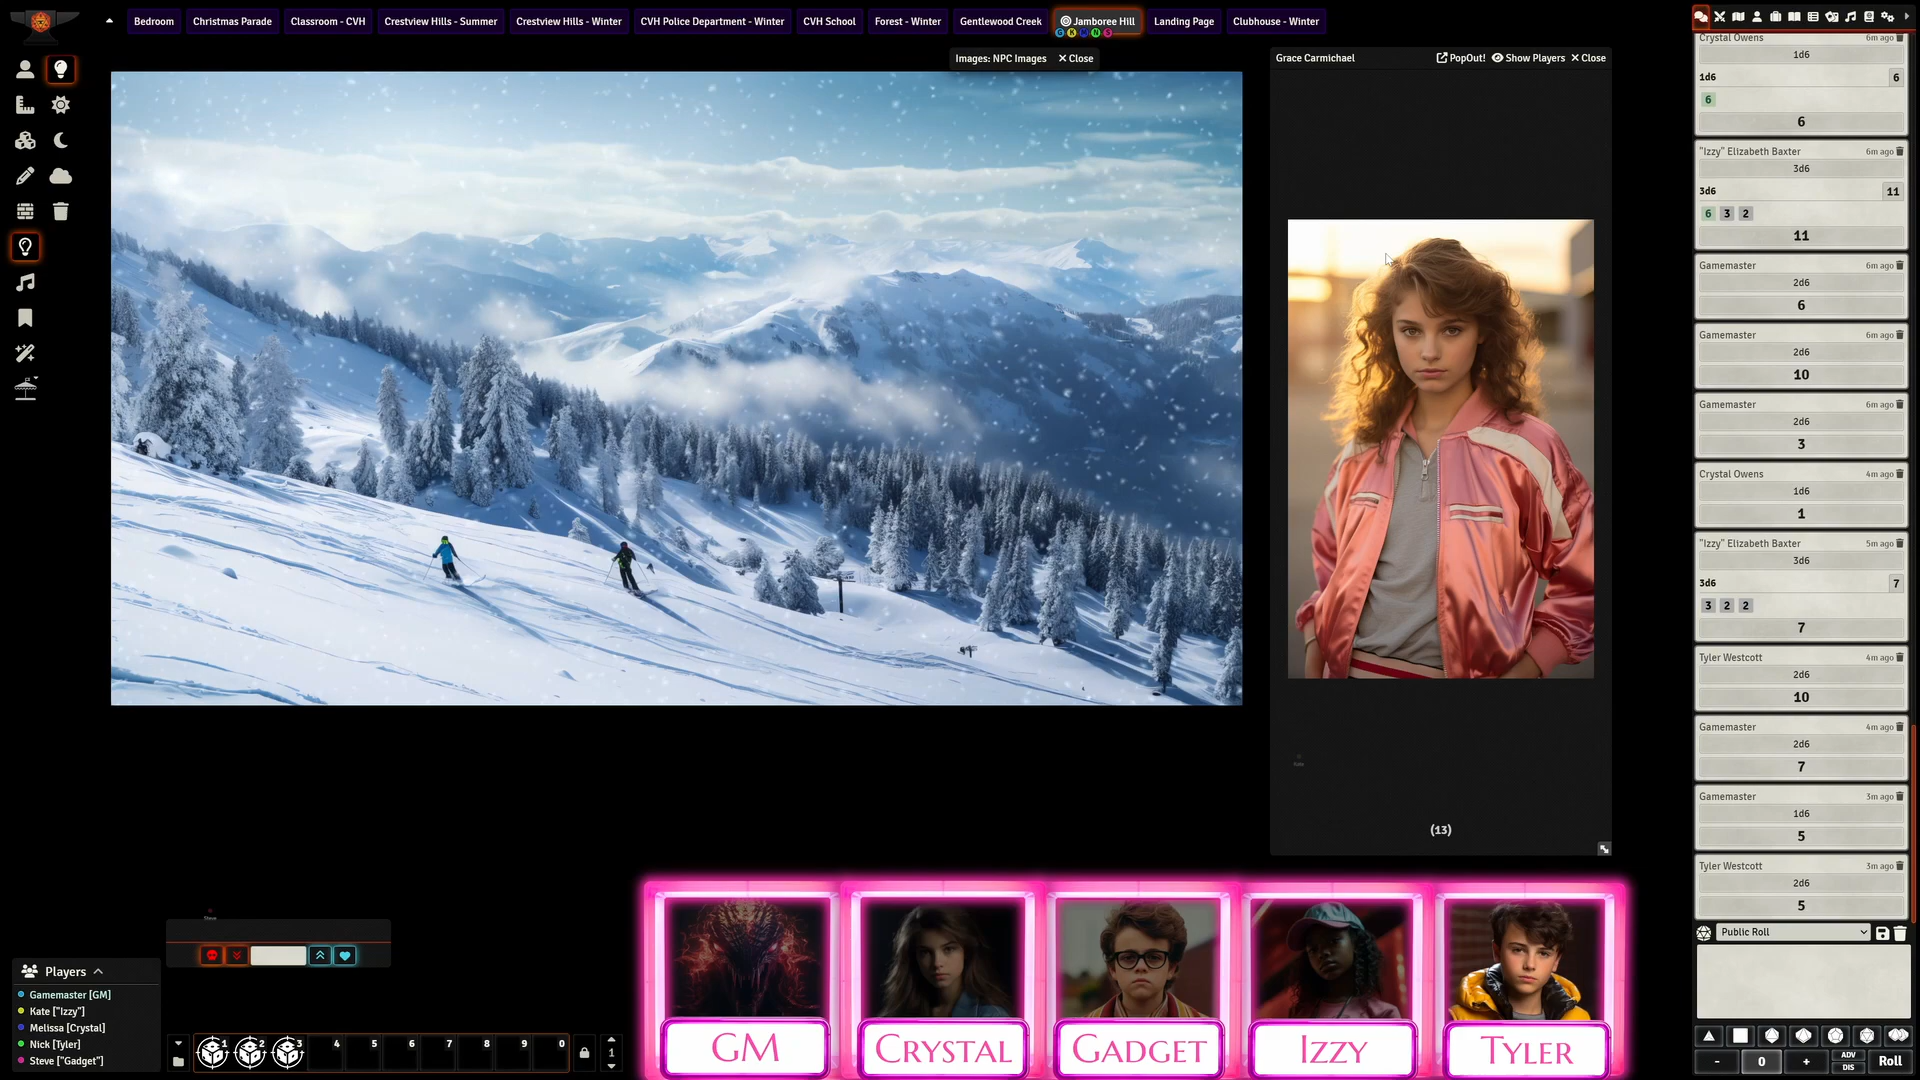 Bedroom
Christmas Parade
Classroom - CVH
Crestview Hills - Summer
Crestview Hills - Winter
CVH Police Department - Winter
CVH School
Forest - Winter
Gentlewood Creek
Jamboree Hill
Landing Page
Clubhouse - Winter
G K M N S
Images: NPC Images
Close
Grace Carmichael
PopOut!
Show Players
Close
(13)
Crystal Owens
6m ago
1d6
1d6
6
6
6
"Izzy" Elizabeth Baxter
6m ago
3d6
3d6
11
6 3 2
11
Gamemaster
6m ago
2d6
6
Gamemaster
6m ago
2d6
10
Gamemaster
6m ago
2d6
3
Crystal Owens
4m ago
1d6
1
"Izzy" Elizabeth Baxter
5m ago
3d6
3d6
7
3 2 2
7
Tyler Westcott
4m ago
2d6
10
Gamemaster
4m ago
2d6
7
Gamemaster
3m ago
1d6
5
Tyler Westcott
3m ago
2d6
5
Public Roll
- 0 +
ADV
DIS
Roll
Players
Gamemaster [GM]
Kate ["Izzy"]
Melissa [Crystal]
Nick [Tyler]
Steve ["Gadget"]
1 2 3 4 5 6 7 8 9 0
1
GM
Crystal
Gadget
Izzy
Tyler